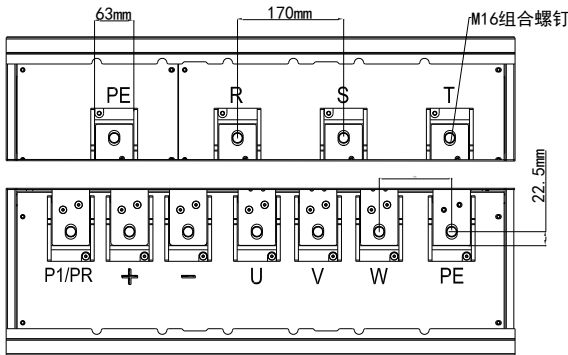 63mm
170mm
M16组合螺钉
PE
R
S
T
22.5mm
P1/PR
+
-
U
V
W
PE